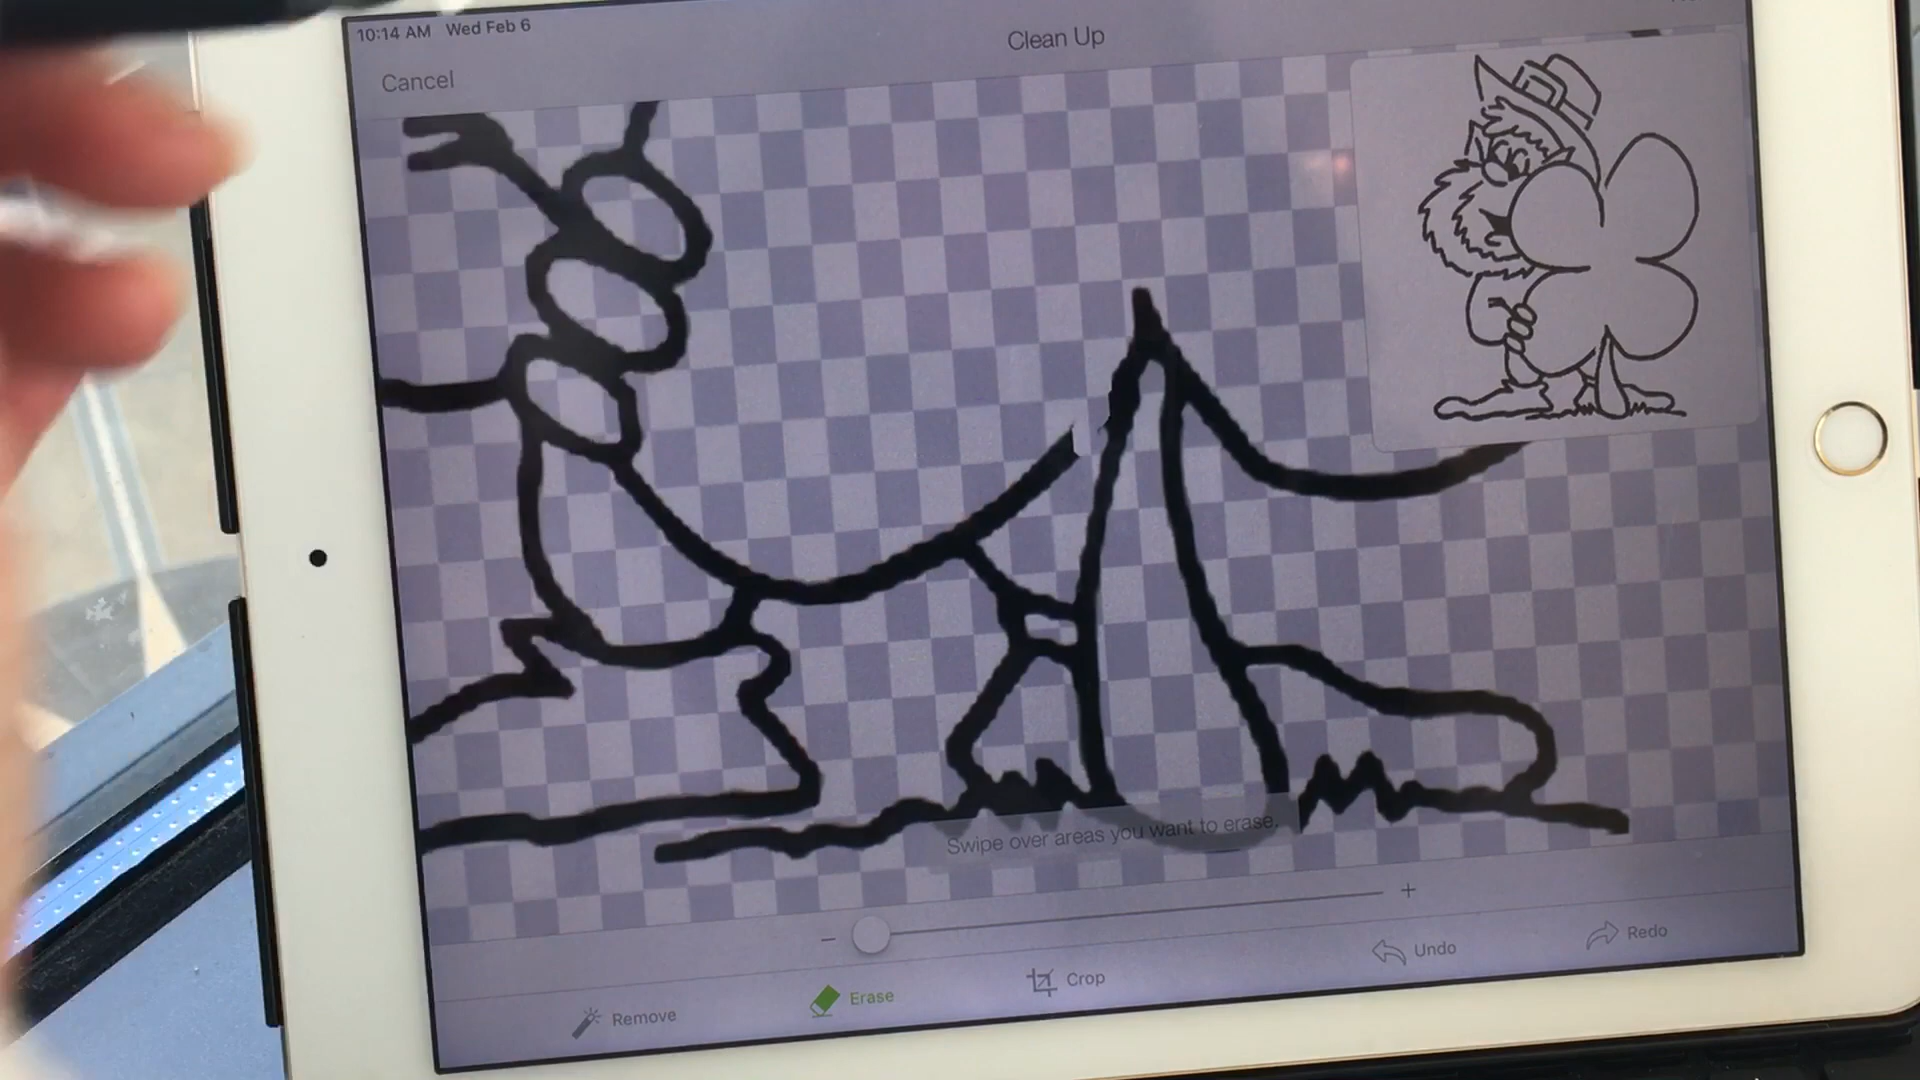 10:14 AM Wed Feb 6
Clean Up
Cancel
Swipe over areas you want to erase.
Undo
Redo
Crop
Erase
Remove